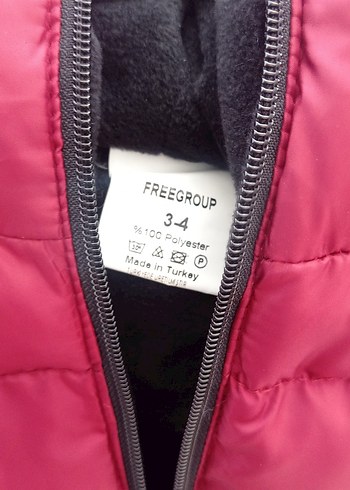 FREEGROUP
3-4
%100 Polyester
P
Made in Turkey